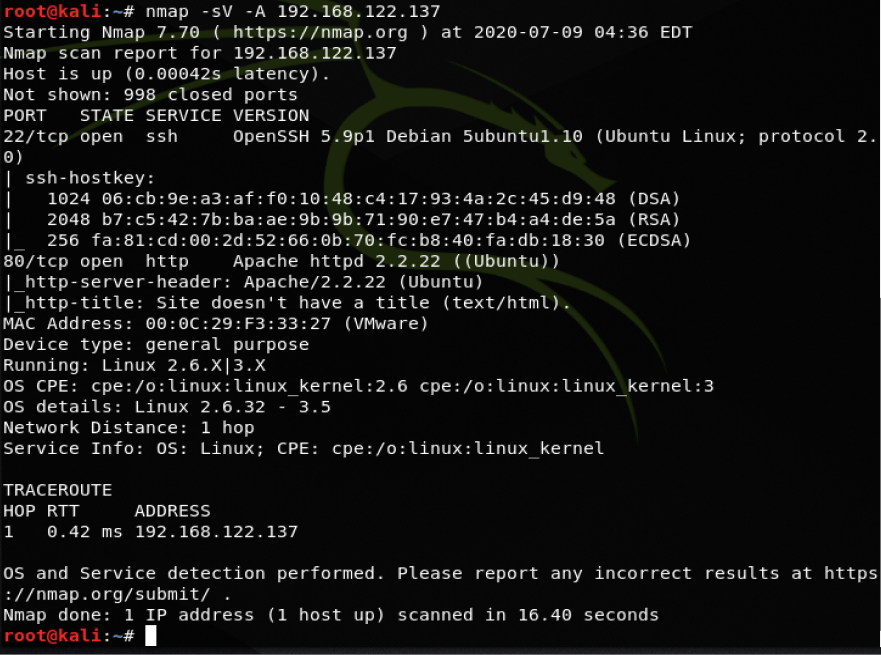 root@kali:~# nmap -sV -A 192.168.122.137
Starting Nmap 7.70 ( https://nmap.org ) at 2020-07-09 04:36 EDT
Nmap scan report for 192.168.122.137
Host is up (0.00042s latency).
Not shown: 998 closed ports
PORT   STATE SERVICE VERSION
22/tcp open  ssh     OpenSSH 5.9p1 Debian 5ubuntu1.10 (Ubuntu Linux; protocol 2.
0)
| ssh-hostkey:
|   1024 06:cb:9e:a3:af:f0:10:48:c4:17:93:4a:2c:45:d9:48 (DSA)
|   2048 b7:c5:42:7b:ba:ae:9b:9b:71:90:e7:47:b4:a4:de:5a (RSA)
|_  256 fa:81:cd:00:2d:52:66:0b:70:fc:b8:40:fa:db:18:30 (ECDSA)
80/tcp open  http    Apache httpd 2.2.22 ((Ubuntu))
|_http-server-header: Apache/2.2.22 (Ubuntu)
|_http-title: Site doesn't have a title (text/html).
MAC Address: 00:0C:29:F3:33:27 (VMware)
Device type: general purpose
Running: Linux 2.6.X|3.X
OS CPE: cpe:/o:linux:linux_kernel:2.6 cpe:/o:linux:linux_kernel:3
OS details: Linux 2.6.32 - 3.5
Network Distance: 1 hop
Service Info: OS: Linux; CPE: cpe:/o:linux:linux_kernel
TRACEROUTE
HOP RTT     ADDRESS
1   0.42 ms 192.168.122.137
OS and Service detection performed. Please report any incorrect results at https
://nmap.org/submit/ .
Nmap done: 1 IP address (1 host up) scanned in 16.40 seconds
root@kali:~#